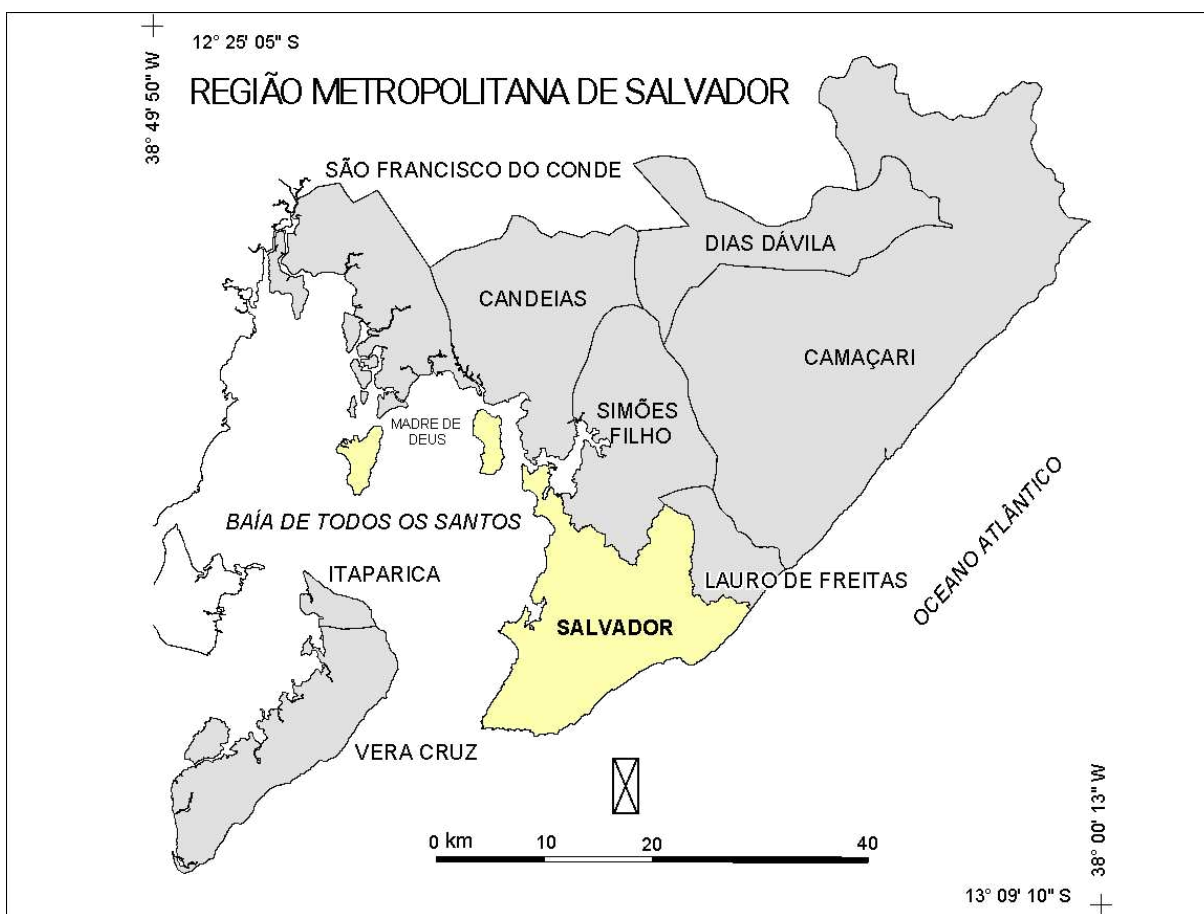 12° 25' 05" S
38° 49' 50" W
REGIÃO METROPOLITANA DE SALVADOR
SÃO FRANCISCO DO CONDE
DIAS DÁVILA
CANDEIAS
CAMAÇARI
SIMÕES
FILHO
MADRE DE
DEUS
BAÍA DE TODOS OS SANTOS
OCEANO ATLÂNTICO
ITAPARICA
LAURO DE FREITAS
SALVADOR
VERA CRUZ
0 km 10 20 40
38° 00' 13" W
13° 09' 10" S